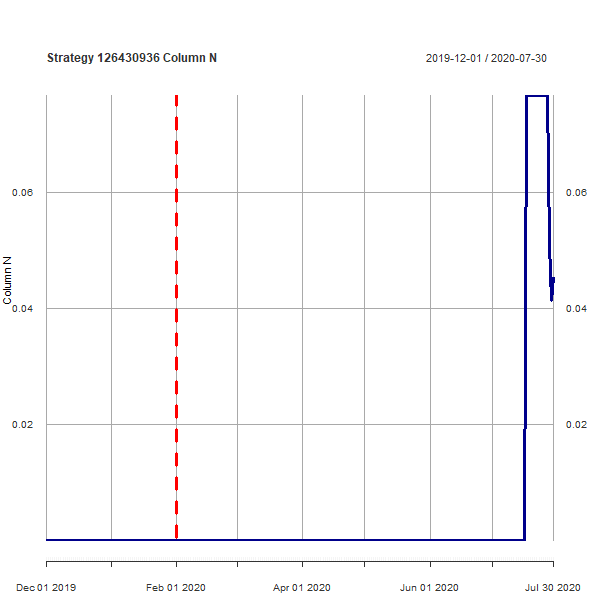 Strategy 126430936 Column N
2019-12-01 / 2020-07-30
0.06
0.06
Column N
0.04
0.04
0.02
0.02
Dec 01 2019
Feb 01 2020
Apr 01 2020
Jun 01 2020
Jul 30 2020